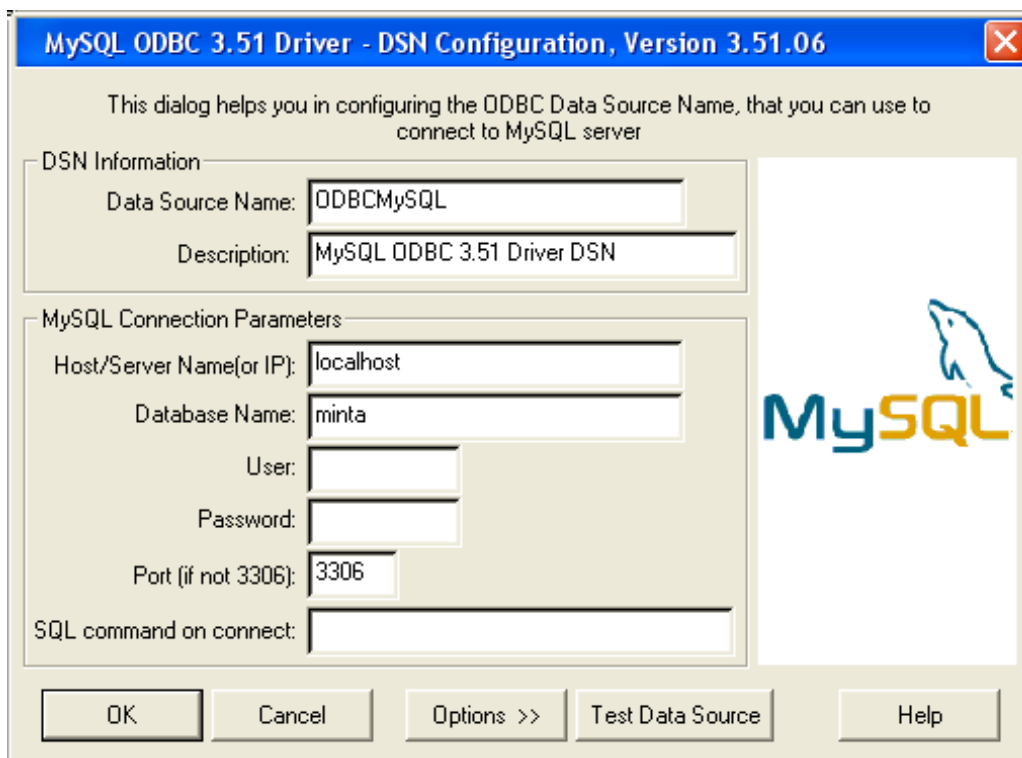 MySQL ODBC 3.51 Driver - DSN Configuration, Version 3.51.06
This dialog helps you in configuring the ODBC Data Source Name, that you can use to
connect to MySQL server
DSN Information
Data Source Name: ODBCMySQL
Description: MySQL ODBC 3.51 Driver DSN
MySQL Connection Parameters
Host/Server Name(or IP): localhost
Database Name: minta
User:
Password:
Port (if not 3306): 3306
SQL command on connect:
MySQL
OK Cancel Options >> Test Data Source Help